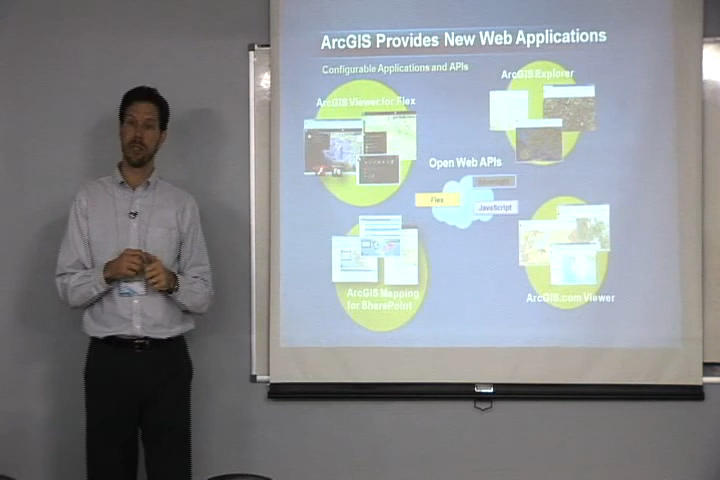 ArcGIS Provides New Web Applications
Configurable Applications and APIs
ArcGIS Explorer
ArcGIS Viewer for Flex
Open Web APIs
Silverlight
Flex
JavaScript
ArcGIS Mapping
for SharePoint
ArcGIS.com Viewer